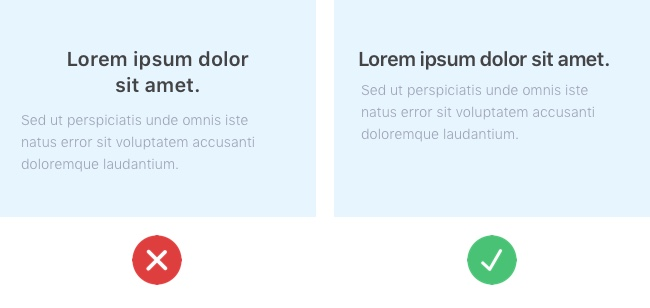 Lorem ipsum dolor
sit amet.
Sed ut perspiciatis unde omnis iste
natus error sit voluptatem accusanti
doloremque laudantium.
Lorem ipsum dolor sit amet.
Sed ut perspiciatis unde omnis iste
natus error sit voluptatem accusanti
doloremque laudantium.